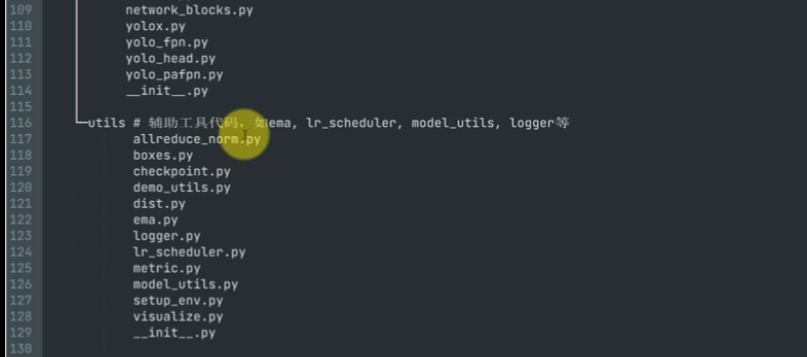 109 network_blocks.py
110 yolox.py
111 yolo_fpn.py
112 yolo_head.py
113 yolo_pafpn.py
114 __init__.py
115
116 └─utils # 辅助工具代码，如ema, lr_scheduler, model_utils, logger等
117 allreduce_norm.py
118 boxes.py
119 checkpoint.py
120 demo_utils.py
121 dist.py
122 ema.py
123 logger.py
124 lr_scheduler.py
125 metric.py
126 model_utils.py
127 setup_env.py
128 visualize.py
129 __init__.py
130